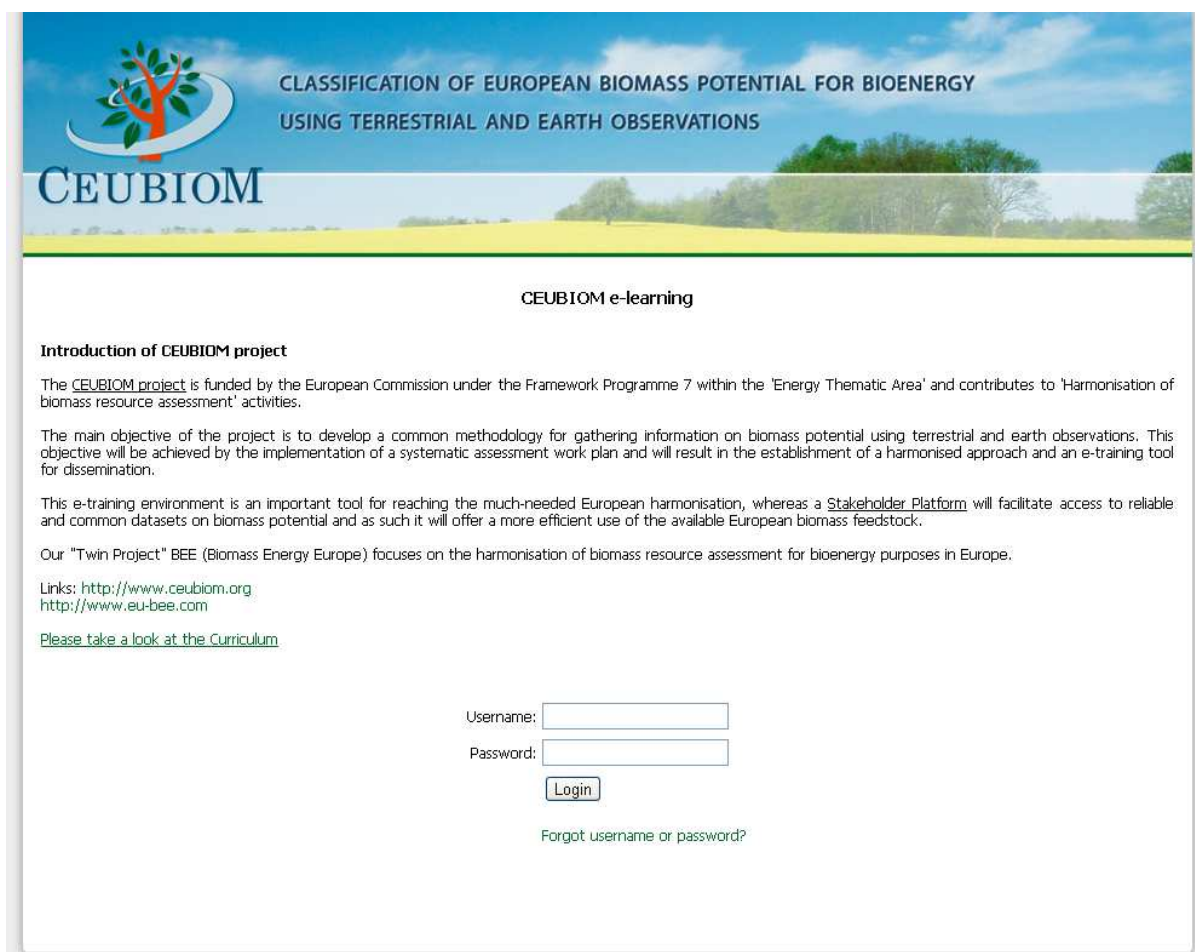 CLASSIFICATION OF EUROPEAN BIOMASS POTENTIAL FOR BIOENERGY
USING TERRESTRIAL AND EARTH OBSERVATIONS
CEUBIOM
CEUBIOM e-learning
Introduction of CEUBIOM project
The CEUBIOM project is funded by the European Commission under the Framework Programme 7 within the 'Energy Thematic Area' and contributes to 'Harmonisation of
biomass resource assessment' activities.
The main objective of the project is to develop a common methodology for gathering information on biomass potential using terrestrial and earth observations. This
objective will be achieved by the implementation of a systematic assessment work plan and will result in the establishment of a harmonised approach and an e-training tool
for dissemination.
This e-training environment is an important tool for reaching the much-needed European harmonisation, whereas a Stakeholder Platform will facilitate access to reliable
and common datasets on biomass potential and as such it will offer a more efficient use of the available European biomass feedstock.
Our "Twin Project" BEE (Biomass Energy Europe) focuses on the harmonisation of biomass resource assessment for bioenergy purposes in Europe.
Links: http://www.ceubiom.org
http://www.eu-bee.com
Please take a look at the Curriculum
Username:
Password:
Login
Forgot username or password?